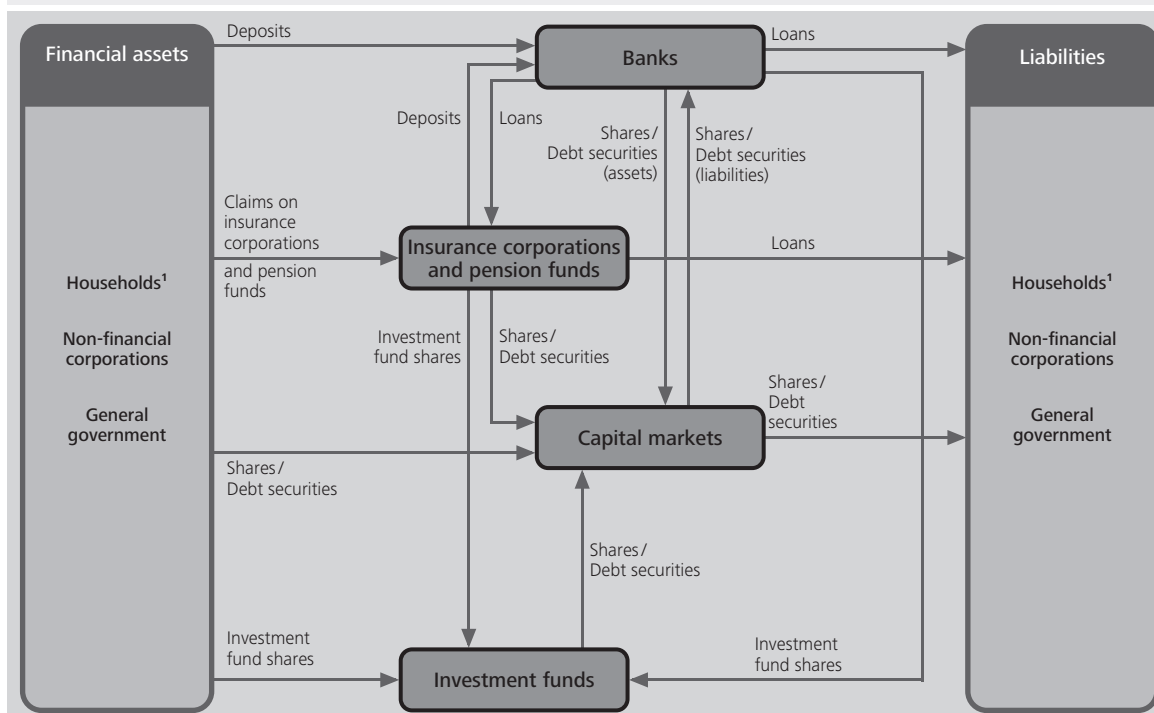 Financial assets
Deposits
Banks
Loans
Liabilities
Deposits
Loans
Shares/
Debt securities
(assets)
Shares/
Debt securities
(liabilities)
Claims on
insurance
corporations
and pension
funds
Insurance corporations
and pension funds
Loans
Households¹
Non-financial
corporations
General
government
Households¹
Non-financial
corporations
General
government
Investment
fund shares
Shares/
Debt securities
Shares/
Debt
securities
Capital markets
Shares/
Debt securities
Shares/
Debt securities
Investment
fund shares
Investment funds
Investment
fund shares